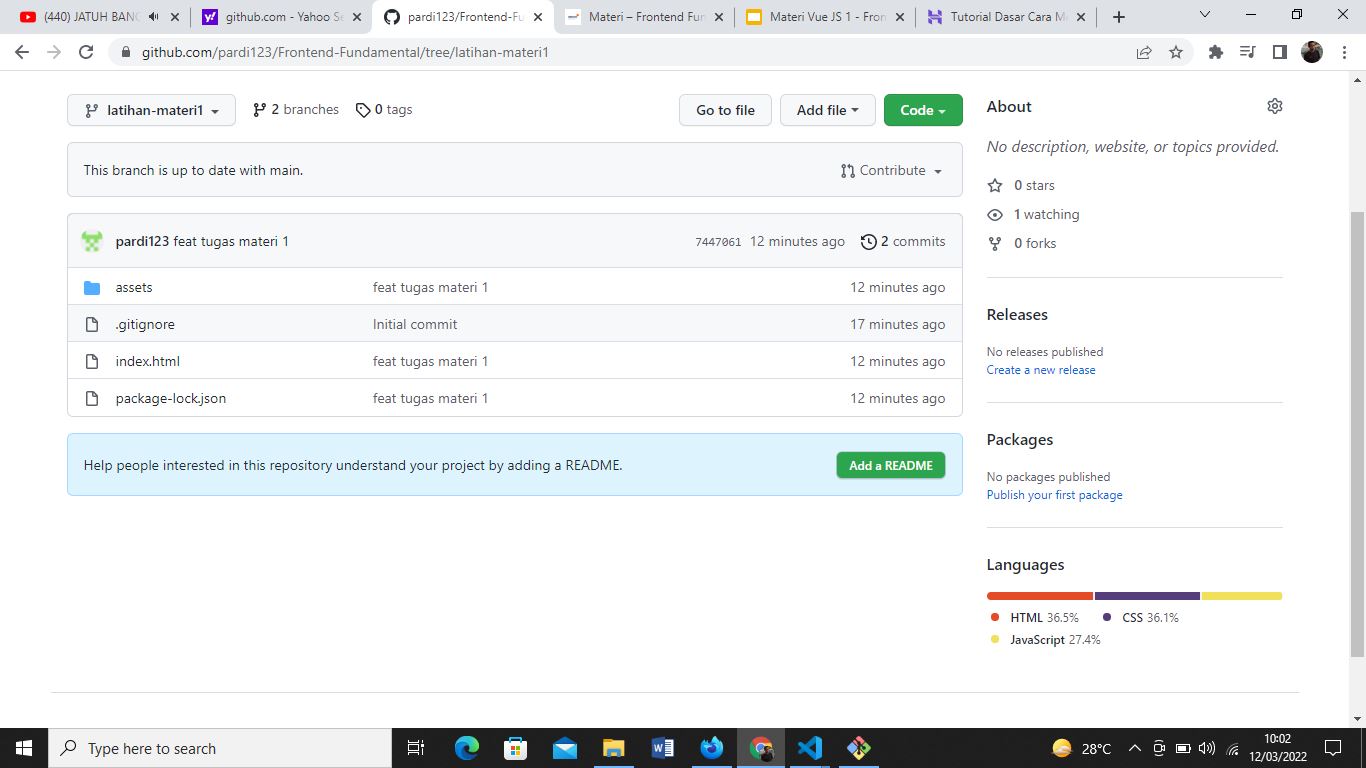 (440) JATUH BANG
github.com - Yahoo Se
pardi123/Frontend-Fu
Materi – Frontend Fun
Materi Vue JS 1 - Fron
Tutorial Dasar Cara M
github.com/pardi123/Frontend-Fundamental/tree/latihan-materi1
latihan-materi1
2 branches
0 tags
Go to file
Add file
Code
This branch is up to date with main.
Contribute
pardi123 feat tugas materi 1
7447061 12 minutes ago
2 commits
assets
feat tugas materi 1
12 minutes ago
.gitignore
Initial commit
17 minutes ago
index.html
feat tugas materi 1
12 minutes ago
package-lock.json
feat tugas materi 1
12 minutes ago
Help people interested in this repository understand your project by adding a README.
Add a README
About
No description, website, or topics provided.
0 stars
1 watching
0 forks
Releases
No releases published
Create a new release
Packages
No packages published
Publish your first package
Languages
HTML 36.5%
CSS 36.1%
JavaScript 27.4%
Type here to search
28°C
10:02
12/03/2022